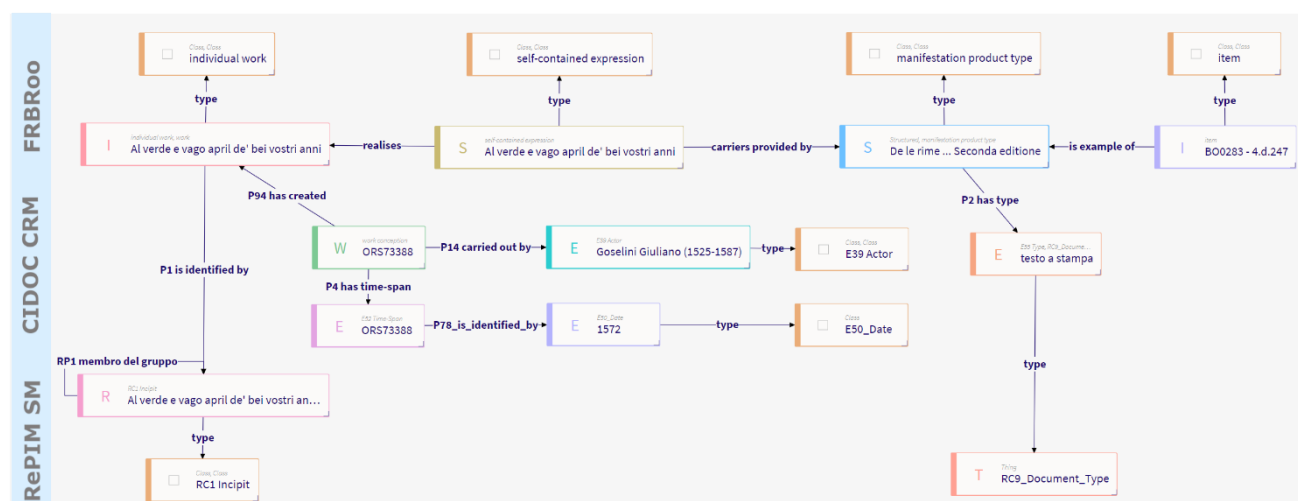 FRBRoo
CIDOC CRM
RePIM SM
Class, Class
individual work
Class, Class
self-contained expression
Class, Class
manifestation product type
Class, Class
item
type
type
type
type
I
Individual work, work
Al verde e vago april de' bei vostri anni
realises
S
self-contained expression
Al verde e vago april de' bei vostri anni
carriers provided by
S
Structured, manifestation product type
De le rime ... Seconda editione
is example of
I
item
BO0283 - 4.d.247
P94 has created
P2 has type
W
work conception
ORS73388
P14 carried out by
E
E39 Actor
Goselini Giuliano (1525-1587)
type
Class, Class
E39 Actor
E
E55 Type, RC9_Docume ...
testo a stampa
P1 is identified by
P4 has time-span
E
E52 Time-Span
ORS73388
P78_is_identified_by
E
E50_Date
1572
type
Class
E50_Date
RP1 membro del gruppo
type
R
RC1 Incipit
Al verde e vago april de' bei vostri an...
type
Class, Class
RC1 Incipit
T
Thing
RC9_Document_Type